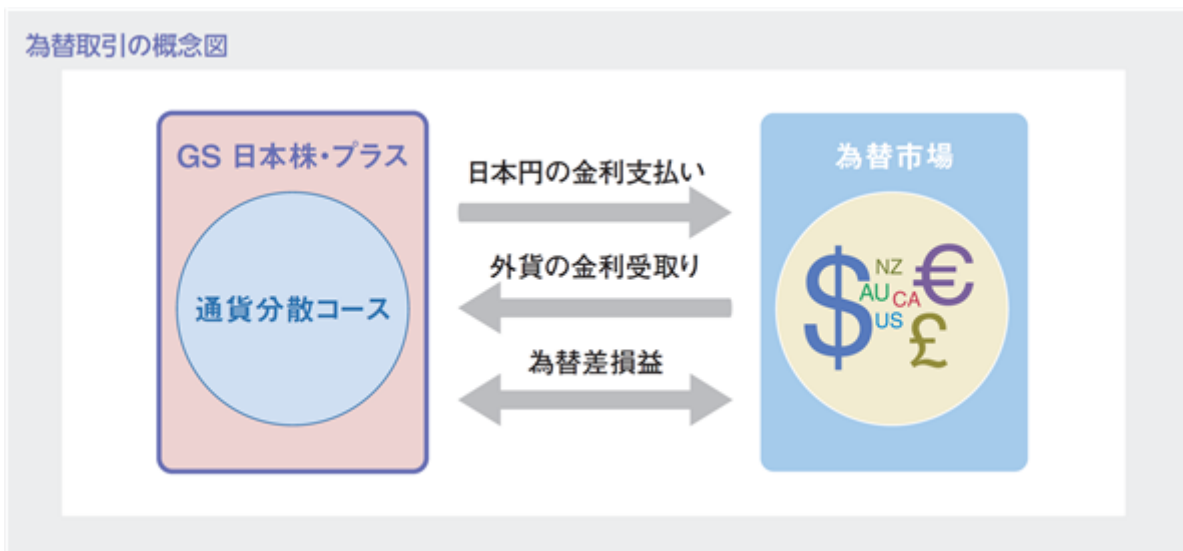 為替取引の概念図
GS 日本株・プラス
通貨分散コース
日本円の金利支払い
外貨の金利受取り
為替差損益
為替市場
$
NZ
€
AU
CA
US
£